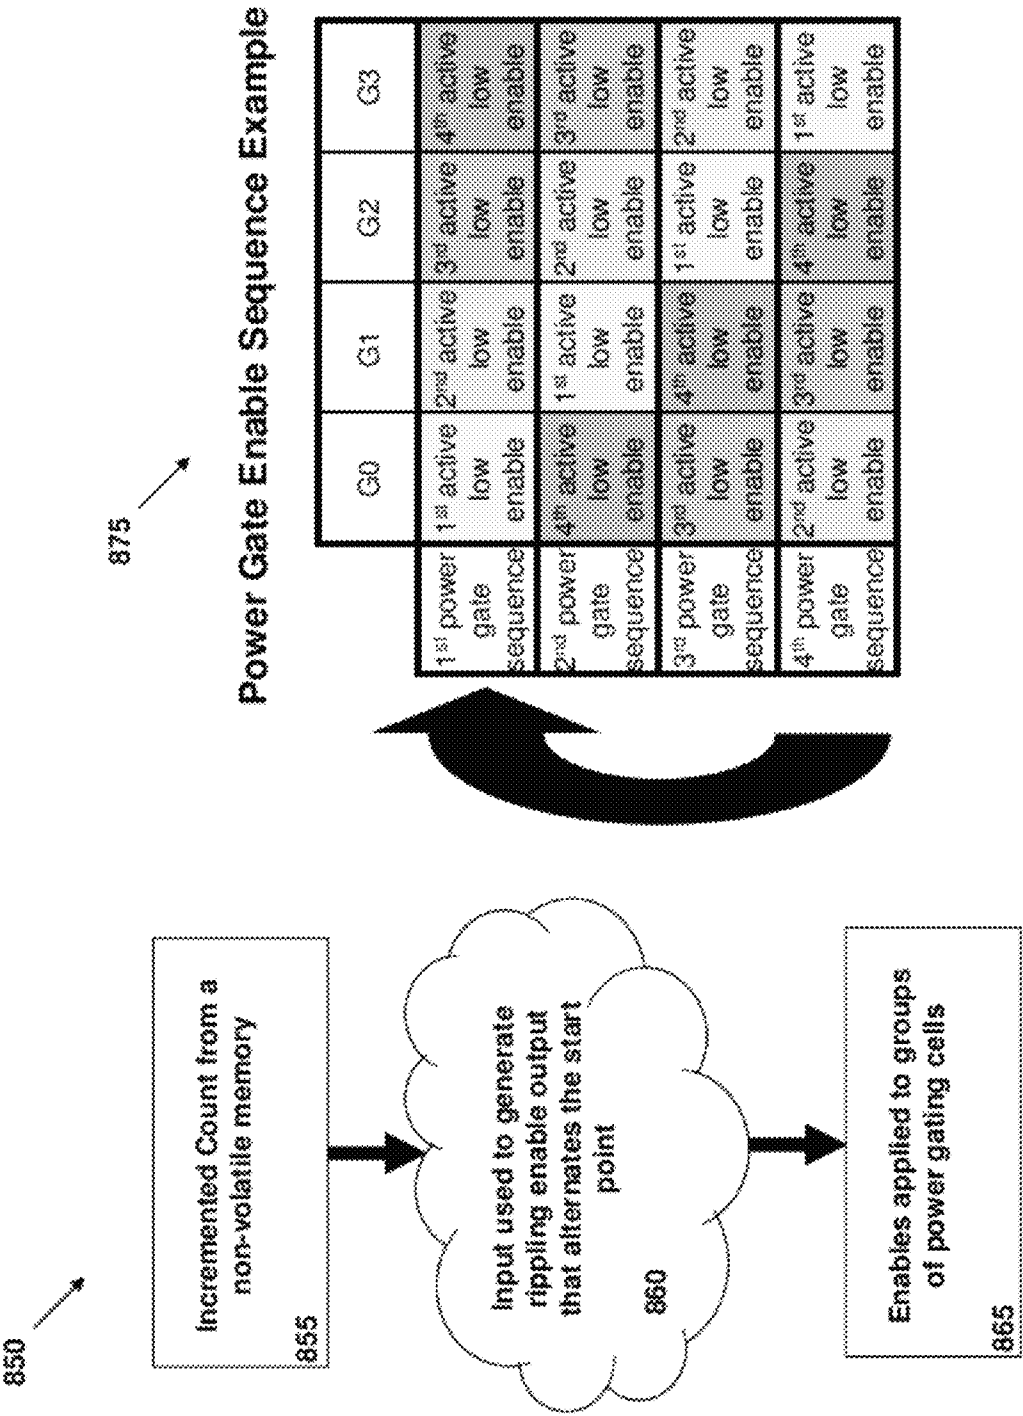 850
Incremented Count from a
non-volatile memory
855
Input used to generate
rippling enable output
that alternates the start
point
860
Enables applied to groups
of power gating cells
865
875
Power Gate Enable Sequence Example
G0 G1 G2 G3
1st power
gate
sequence
1st active
low
enable
2nd active
low
enable
3rd active
low
enable
4th active
low
enable
2nd power
gate
sequence
4th active
low
enable
1st active
low
enable
2nd active
low
enable
3rd active
low
enable
3rd power
gate
sequence
3rd active
low
enable
4th active
low
enable
1st active
low
enable
2nd active
low
enable
4th power
gate
sequence
2nd active
low
enable
3rd active
low
enable
4th active
low
enable
1st active
low
enable